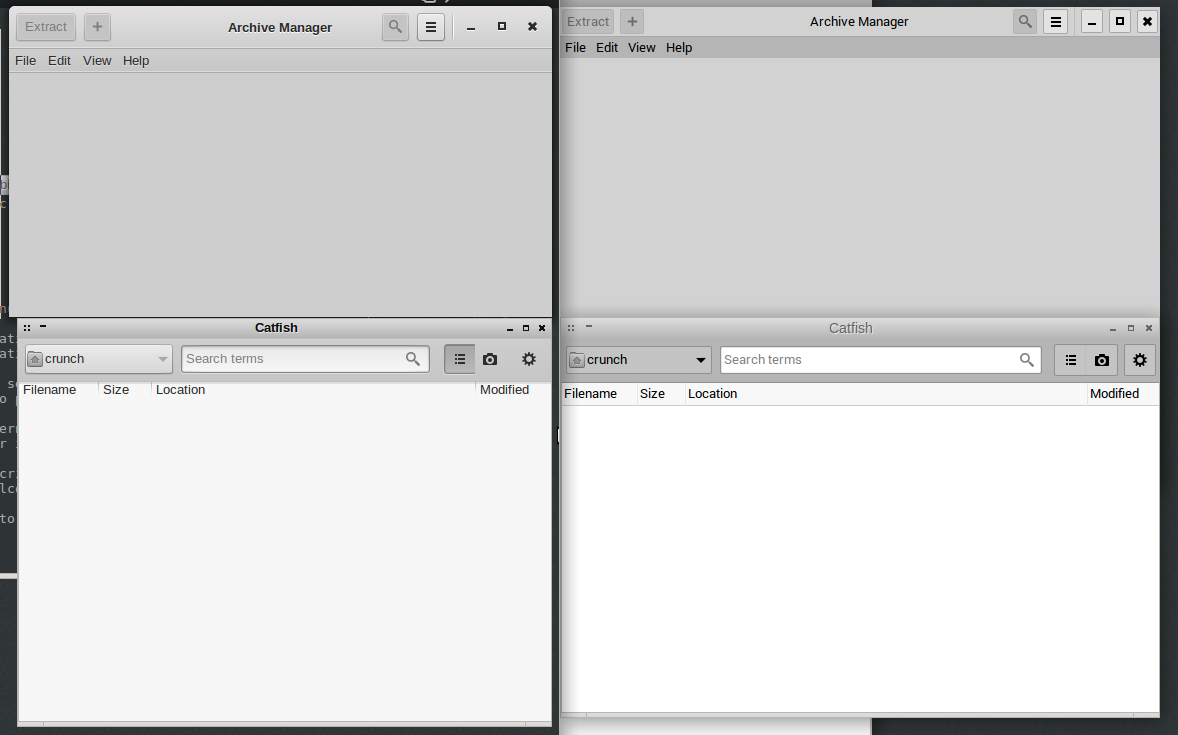 Extract
Archive Manager
File Edit View Help
Catfish
crunch
Search terms
Filename Size Location Modified
Extract
Archive Manager
File Edit View Help
Catfish
crunch
Search terms
Filename Size Location Modified